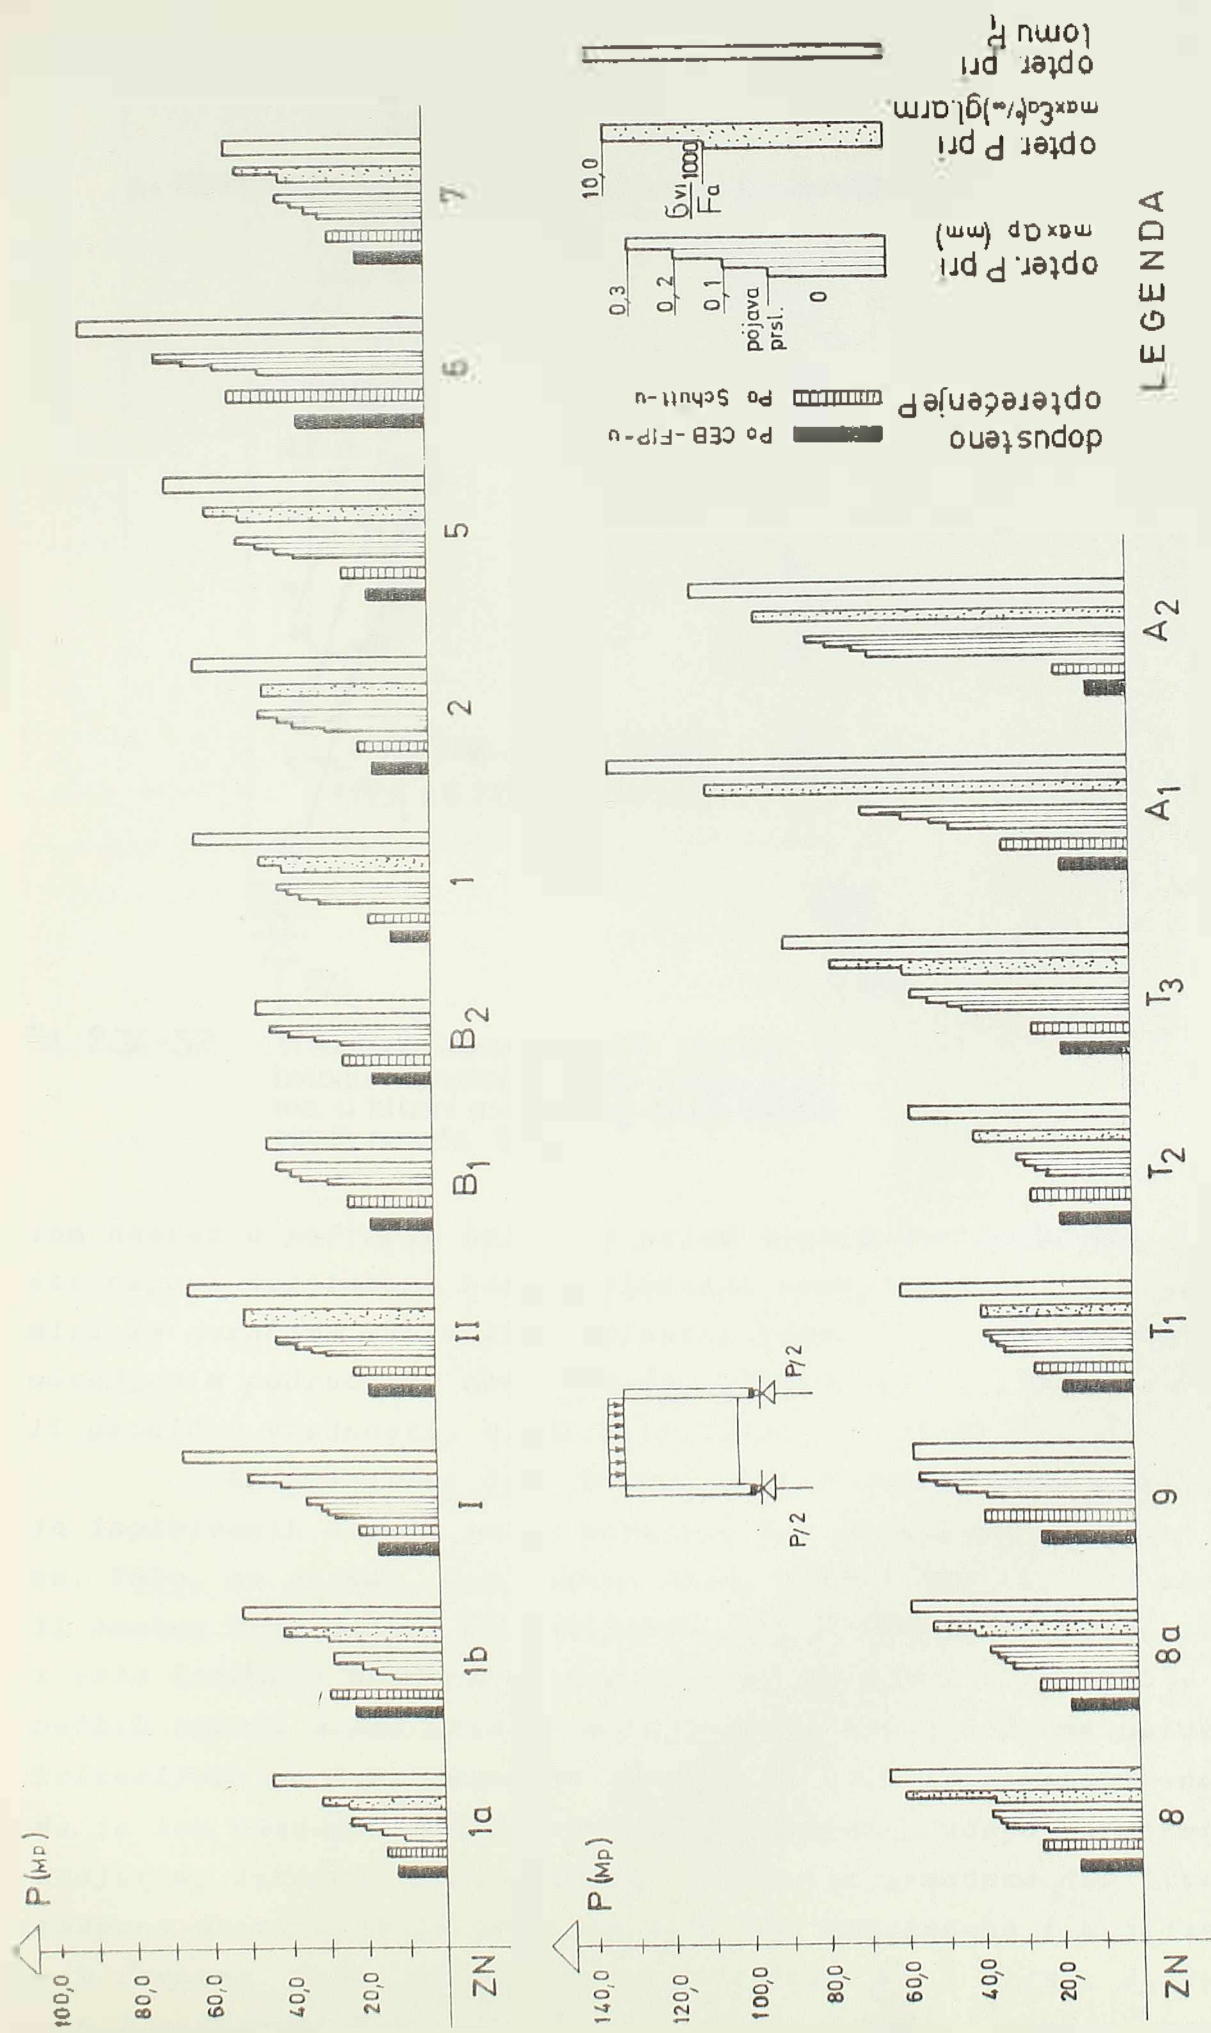 P (Mp)
100,0
80,0
60,0
40,0
20,0
ZN
1a
1b
I
II
B1
B2
1
2
5
6
7
P (Mp)
140,0
120,0
100,0
80,0
60,0
40,0
20,0
ZN
8
8a
9
T1
T2
T3
A1
A2
P/2
P/2
dopusteno
opterećenje P
Po CEB-FIP-u
Po Schutt-u
0,3
0,2
0,1
pojava
prsl.
0
opter. P pri
max ap (mm)
10,0
1000
Fa
opter. P pri
gl.arm
opter. pri
lomu
LEGENDA